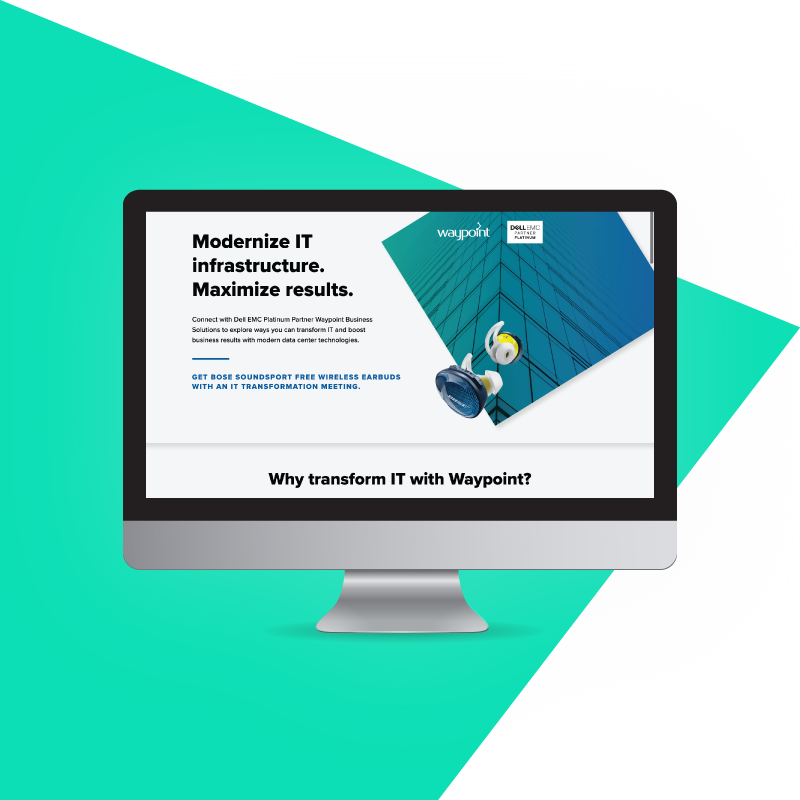 Modernize IT
infrastructure.
Maximize results.
Connect with Dell EMC Platinum Partner Waypoint Business
Solutions to explore ways you can transform IT and boost
business results with modern data center technologies.
GET BOSE SOUNDSPORT FREE WIRELESS EARBUDS
WITH AN IT TRANSFORMATION MEETING.
waypoint
DELLEMC
PARTNER
PLATINUM
BOSE
Why transform IT with Waypoint?